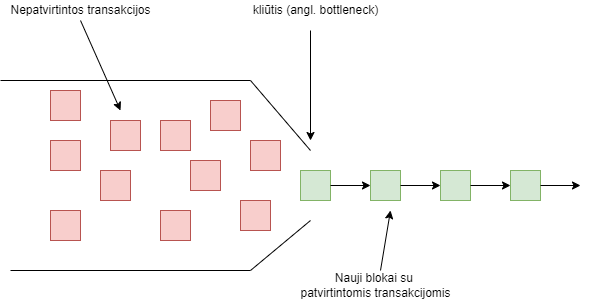 Nepatvirtintos transakcijos
kliūtis (angl. bottleneck)
Nauji blokai su
patvirtintomis transakcijomis